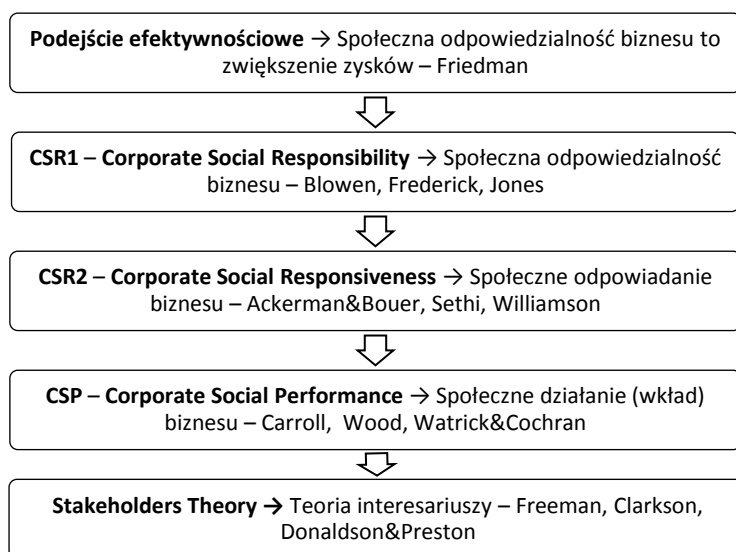 Podejście efektywnościowe → Społeczna odpowiedzialność biznesu to
zwiększenie zysków – Friedman
CSR1 – Corporate Social Responsibility → Społeczna odpowiedzialność
biznesu – Blowen, Frederick, Jones
CSR2 – Corporate Social Responsiveness → Społeczne odpowiadanie
biznesu – Ackerman&Bouer, Sethi, Williamson
CSP – Corporate Social Performance → Społeczne działanie (wkład)
biznesu – Carroll, Wood, Watrick&Cochran
Stakeholders Theory → Teoria interesariuszy – Freeman, Clarkson,
Donaldson&Preston